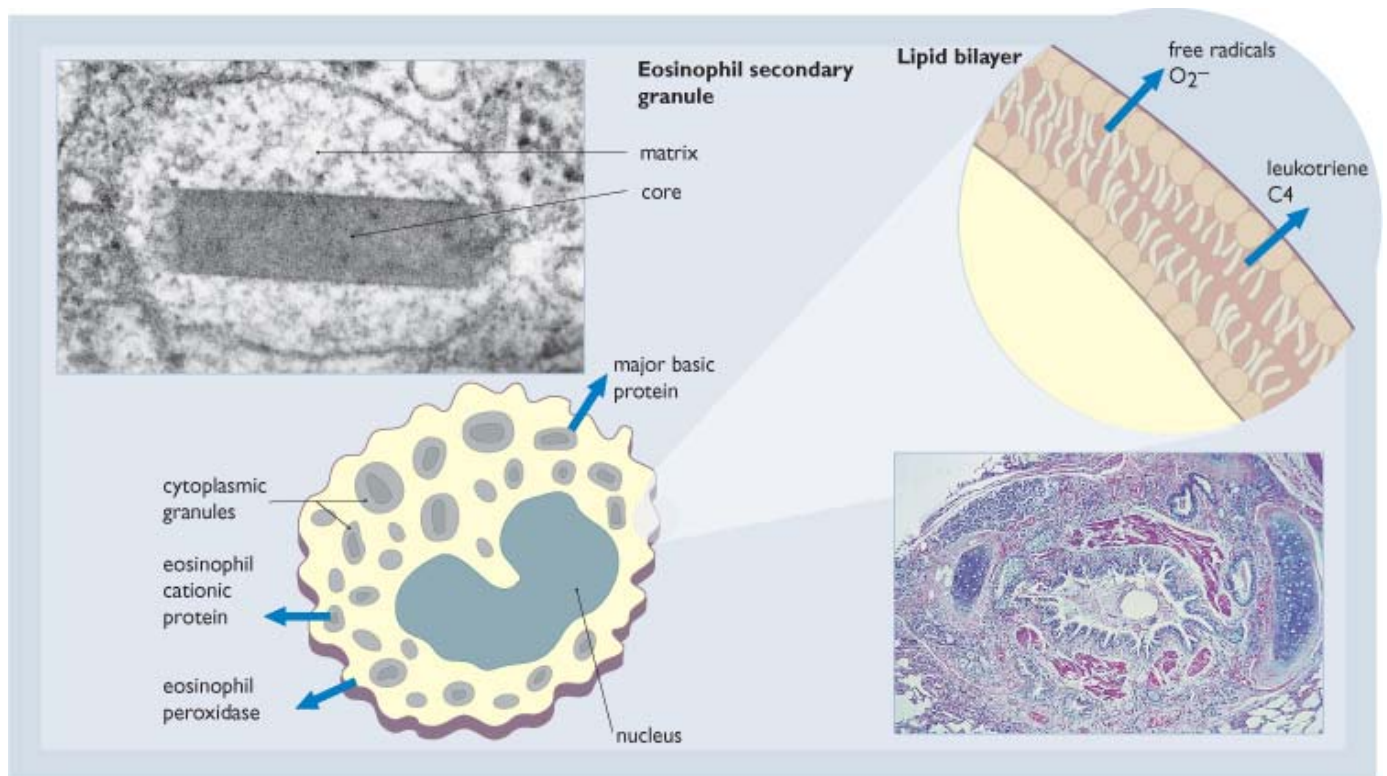 Eosinophil secondary
granule
matrix
core
Lipid bilayer
free radicals
O2–
leukotriene
C4
major basic
protein
cytoplasmic
granules
eosinophil
cationic
protein
eosinophil
peroxidase
nucleus